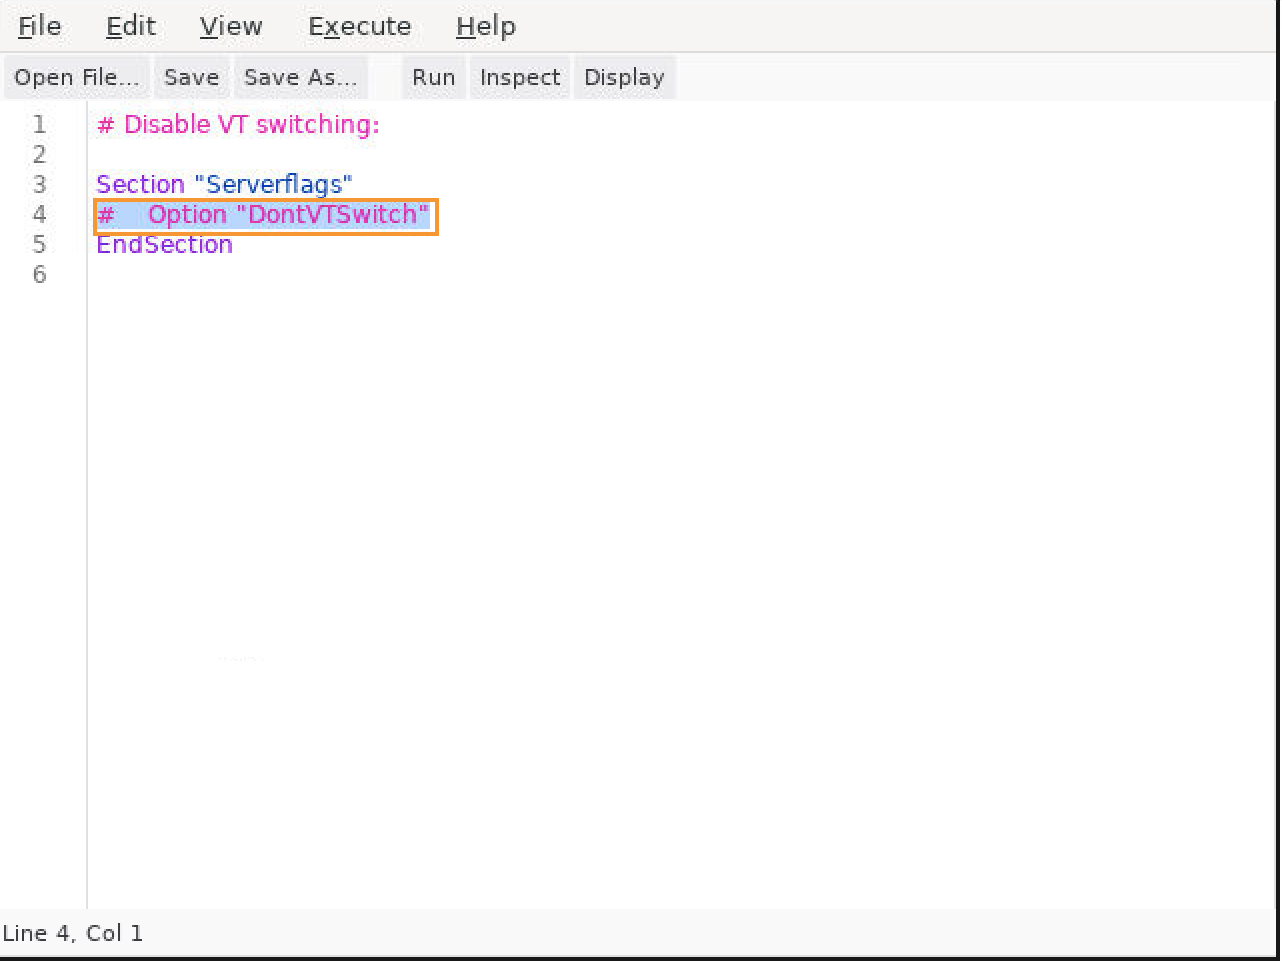 File Edit View Execute Help
Open File... Save Save As... Run Inspect Display
1 # Disable VT switching:
2
3 Section "Serverflags"
4 #    Option "DontVTSwitch"
5 EndSection
6
Line 4, Col 1